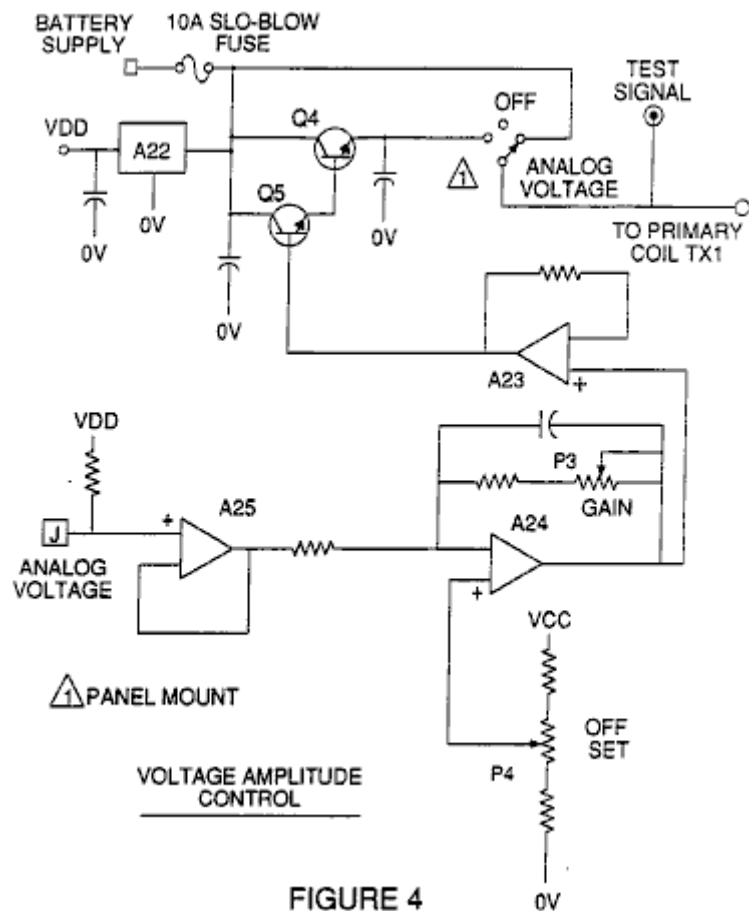 BATTERY
SUPPLY
10A SLO-BLOW
FUSE
TEST
SIGNAL
OFF
Q4
VDD
A22
1
ANALOG
VOLTAGE
Q5
0V
0V
0V
0V
TO PRIMARY
COIL TX1
A23
+
VDD
P3
GAIN
A25
+
A24
J
ANALOG
VOLTAGE
+
VCC
1 PANEL MOUNT
OFF
SET
P4
VOLTAGE AMPLITUDE
CONTROL
FIGURE 4
0V